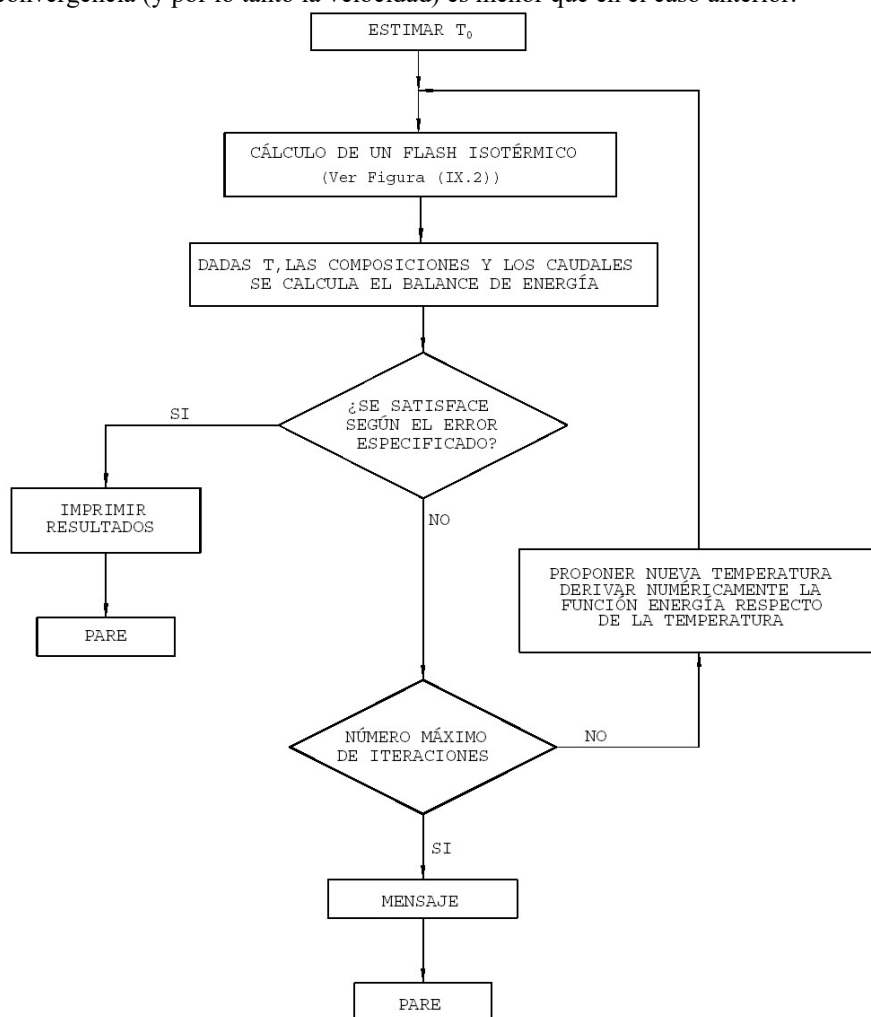 convergencia (y por lo tanto la velocidad) es menor que en el caso anterior.
ESTIMAR T₀
CÁLCULO DE UN FLASH ISOTÉRMICO
(Ver Figura (IX.2))
DADAS T,LAS COMPOSICIONES Y LOS CAUDALES
SE CALCULA EL BALANCE DE ENERGÍA
¿SE SATISFACE
SEGÚN EL ERROR
ESPECIFICADO?
SI
IMPRIMIR
RESULTADOS
PARE
NO
PROPONER NUEVA TEMPERATURA
DERIVAR NUMÉRICAMENTE LA
FUNCIÓN ENERGÍA RESPECTO
DE LA TEMPERATURA
NÚMERO MÁXIMO
DE ITERACIONES
NO
SI
MENSAJE
PARE